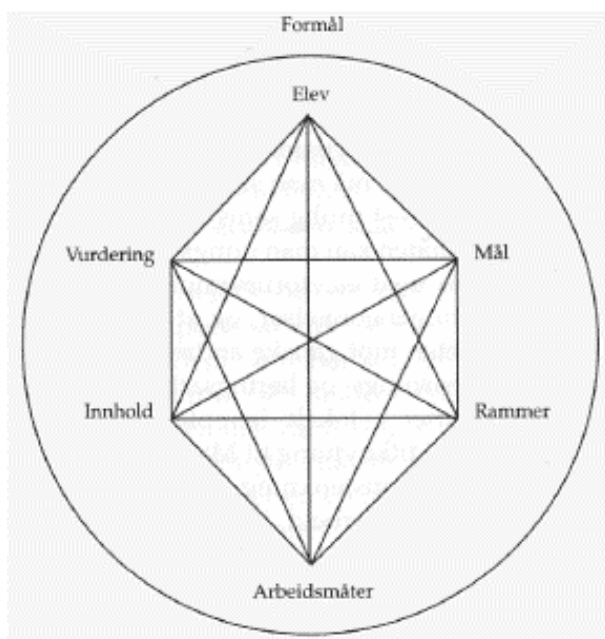 Formål
Elev
Vurdering
Mål
Innhold
Rammer
Arbeidsmåter